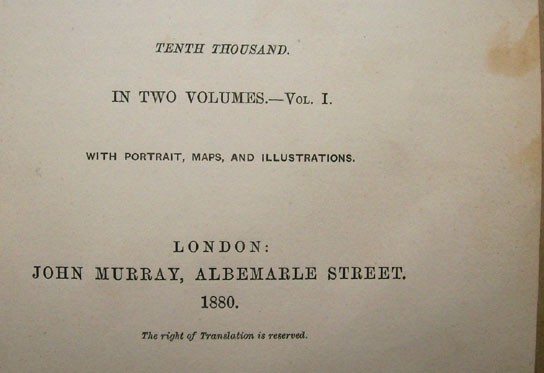 TENTH THOUSAND.
IN TWO VOLUMES.—VOL. I.
WITH PORTRAIT, MAPS, AND ILLUSTRATIONS.
LONDON:
JOHN MURRAY, ALBEMARLE STREET.
1880.
The right of Translation is reserved.